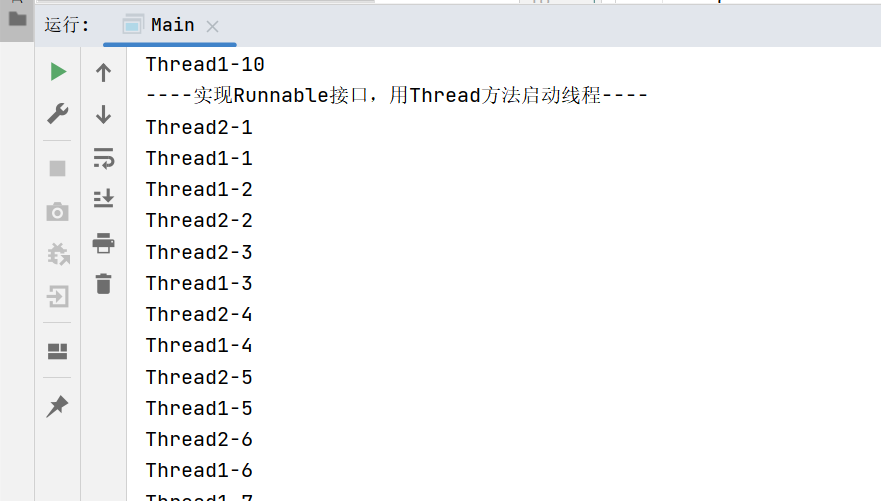 运行: Main
Thread1-10
----实现Runnable接口，用Thread方法启动线程----
Thread2-1
Thread1-1
Thread1-2
Thread2-2
Thread2-3
Thread1-3
Thread2-4
Thread1-4
Thread2-5
Thread1-5
Thread2-6
Thread1-6
Thread1-7